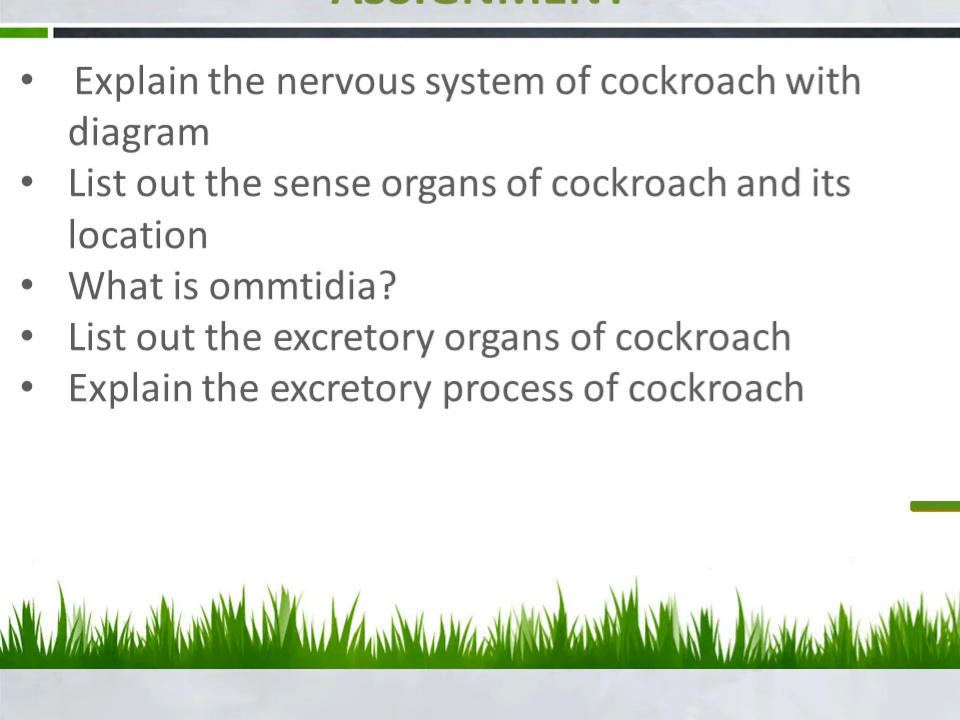 ASSIGNMENT
• Explain the nervous system of cockroach with
diagram
• List out the sense organs of cockroach and its
location
• What is ommtidia?
• List out the excretory organs of cockroach
• Explain the excretory process of cockroach